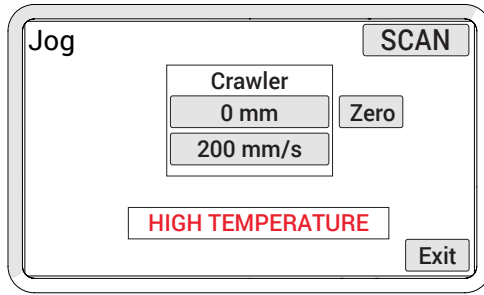 Jog SCAN
Crawler
0 mm Zero
200 mm/s
HIGH TEMPERATURE
Exit